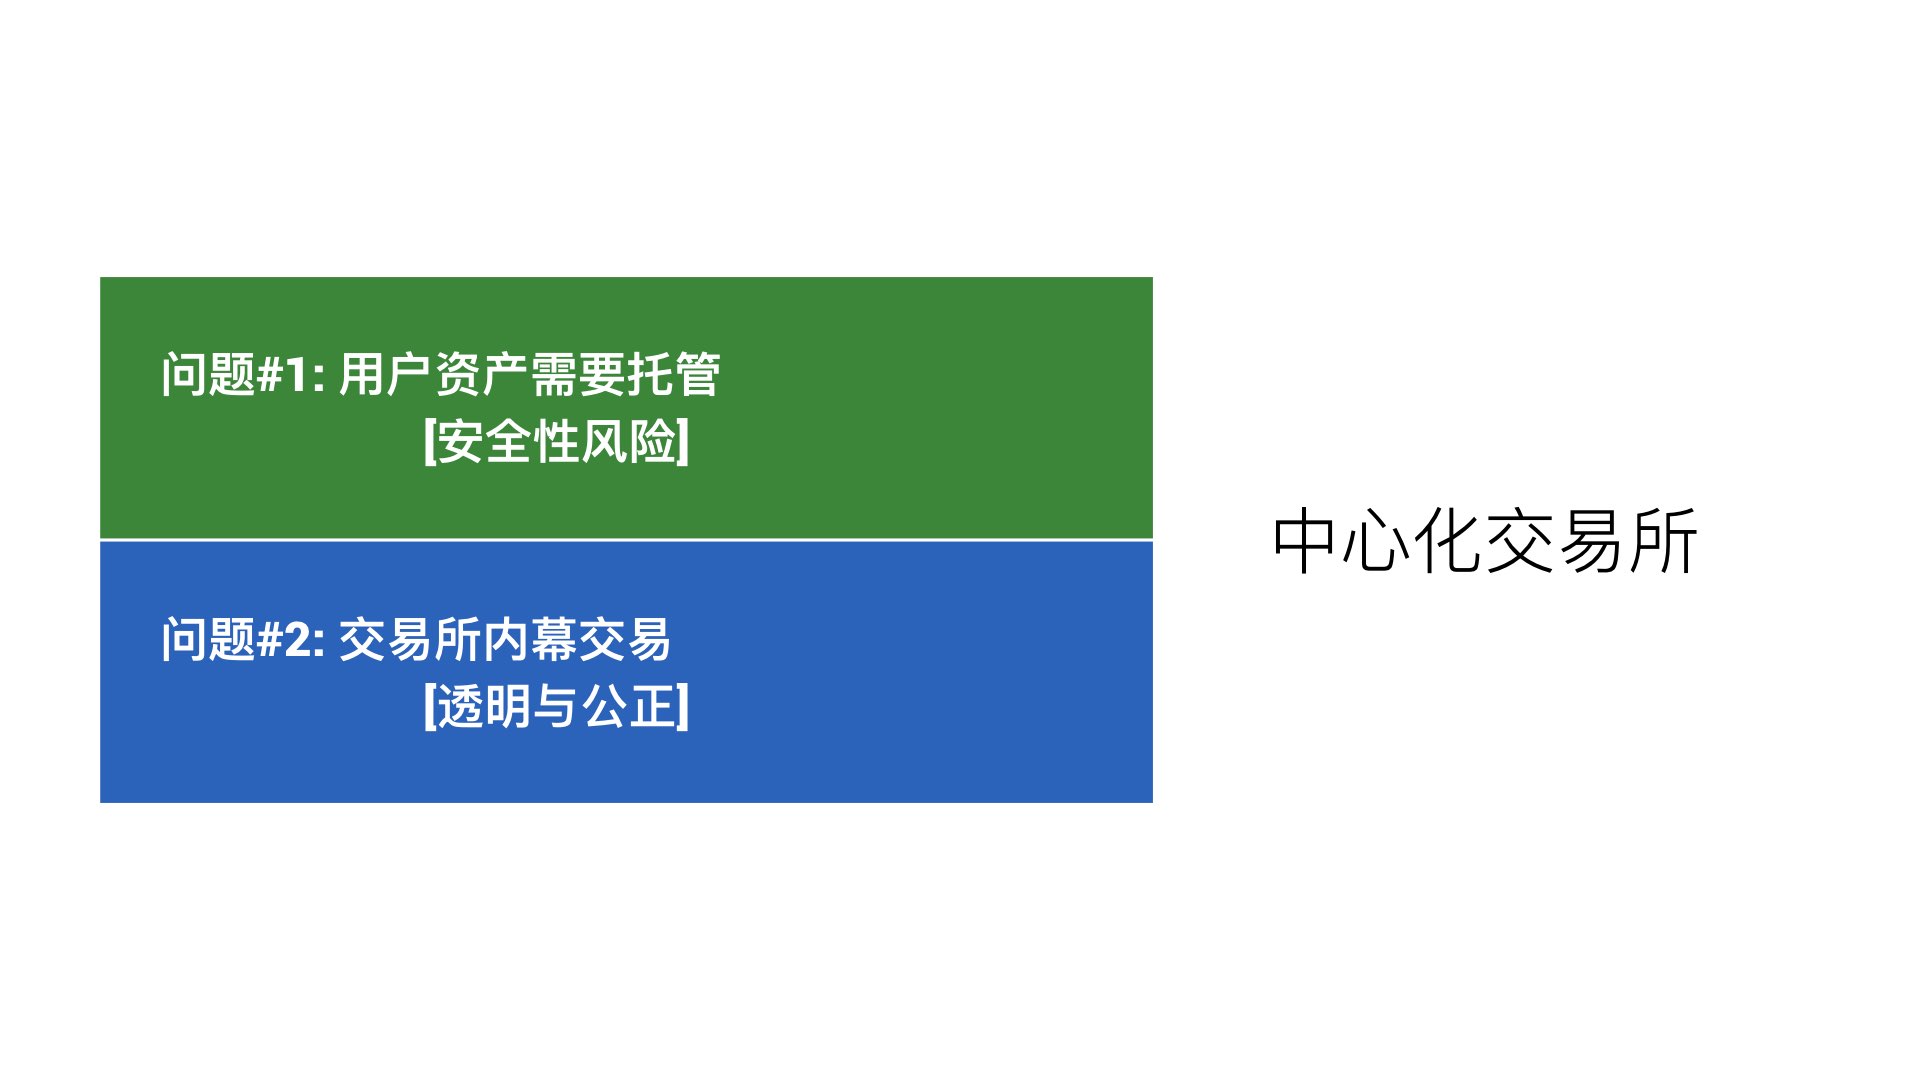 问题#1: 用户资产需要托管
[安全性风险]
问题#2: 交易所内幕交易
[透明与公正]
中心化交易所